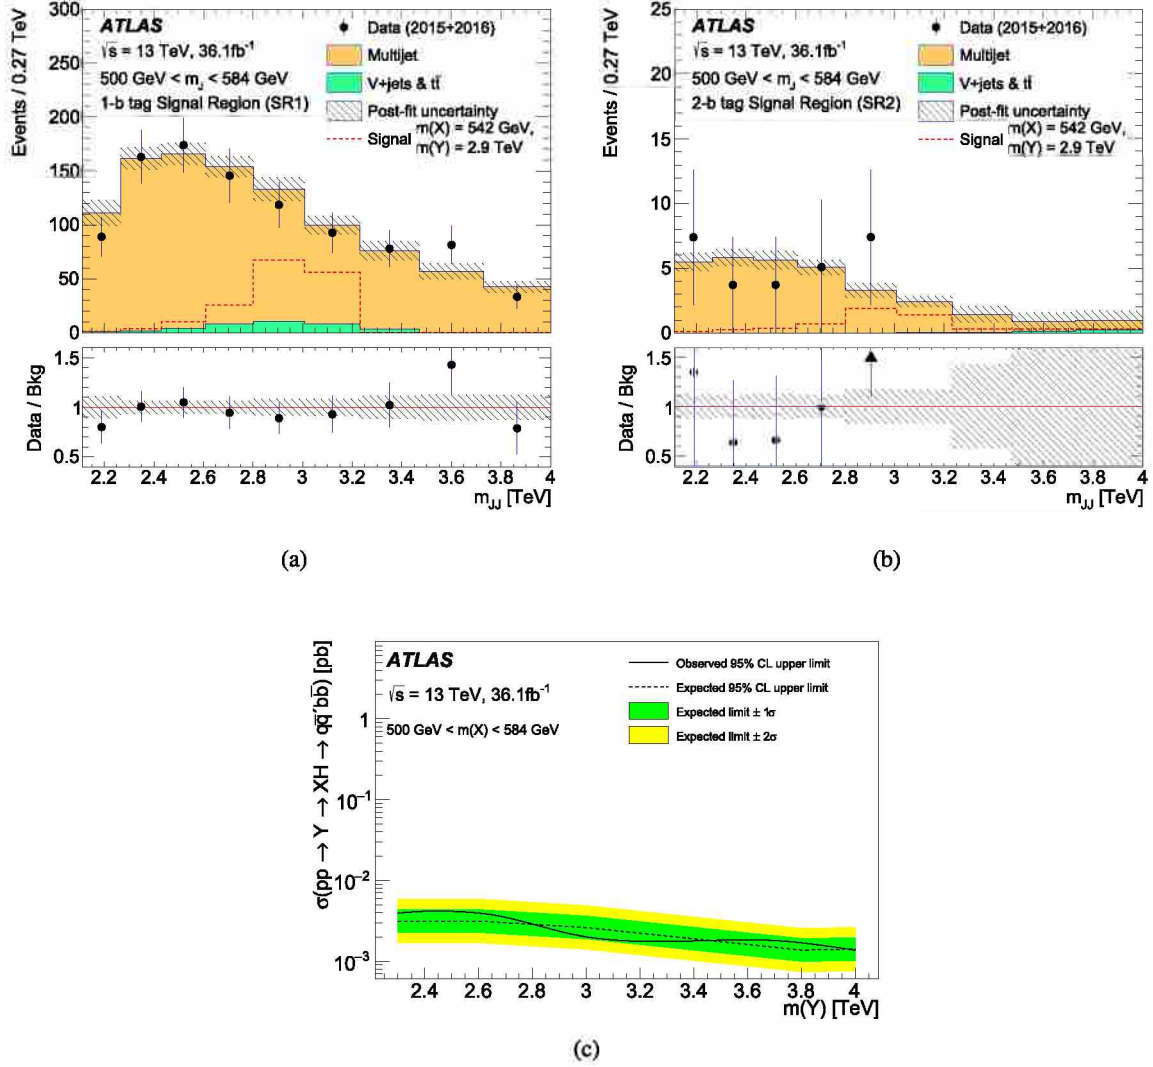 ATLAS
√s = 13 TeV, 36.1fb⁻¹
500 GeV < m_J < 584 GeV
1-b tag Signal Region (SR1)
Data (2015+2016)
Multijet
V+jets & tt̄
Post-fit uncertainty
Signal m(X) = 542 GeV,
m(Y) = 2.9 TeV
Events / 0.27 TeV
300
250
200
150
100
50
0
Data / Bkg
1.5
1
0.5
2.2 2.4 2.6 2.8 3 3.2 3.4 3.6 3.8 4
m_JJ [TeV]
(a)
ATLAS
√s = 13 TeV, 36.1fb⁻¹
500 GeV < m_J < 584 GeV
2-b tag Signal Region (SR2)
Data (2015+2016)
Multijet
V+jets & tt̄
Post-fit uncertainty
Signal m(X) = 542 GeV,
m(Y) = 2.9 TeV
Events / 0.27 TeV
25
20
15
10
5
0
Data / Bkg
1.5
1
0.5
2.2 2.4 2.6 2.8 3 3.2 3.4 3.6 3.8 4
m_JJ [TeV]
(b)
ATLAS
√s = 13 TeV, 36.1fb⁻¹
500 GeV < m(X) < 584 GeV
Observed 95% CL upper limit
Expected 95% CL upper limit
Expected limit ± 1σ
Expected limit ± 2σ
σ(pp → Y → XH → qq̄′bb̄) [pb]
1
10⁻¹
10⁻²
10⁻³
2.4 2.6 2.8 3 3.2 3.4 3.6 3.8 4
m(Y) [TeV]
(c)